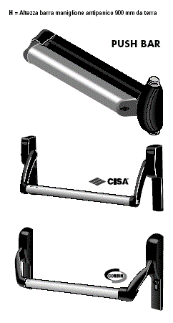 H = Altezza barra maniglione antipanico 900 mm da terra
PUSH BAR
CISA